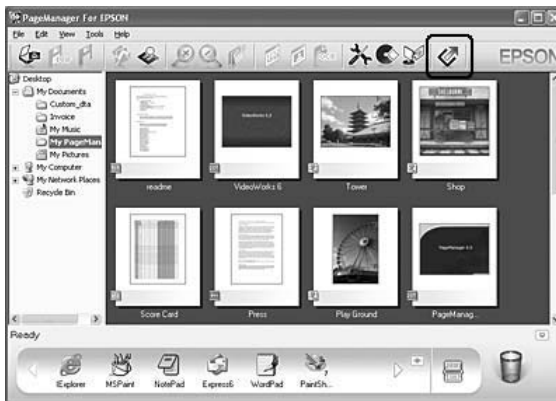 PageManager For EPSON
File Edit View Tools Help
EPSON
Desktop
My Documents
Custom_dta
Invoice
My Music
My PageMan
My Pictures
My Computer
My Network Places
Recycle Bin
readme
VideoWorks 6
Tower
Shop
Score Card
Press
Play Ground
PageManag...
Ready
IExplorer
MSPaint
NotePad
Express6
WordPad
PaintSh...